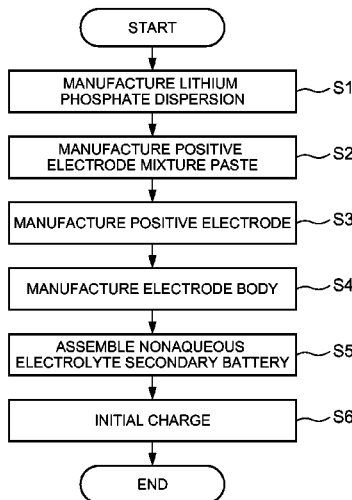 START
MANUFACTURE LITHIUM
PHOSPHATE DISPERSION
S1
MANUFACTURE POSITIVE
ELECTRODE MIXTURE PASTE
S2
MANUFACTURE POSITIVE ELECTRODE
S3
MANUFACTURE ELECTRODE BODY
S4
ASSEMBLE NONAQUEOUS
ELECTROLYTE SECONDARY BATTERY
S5
INITIAL CHARGE
S6
END